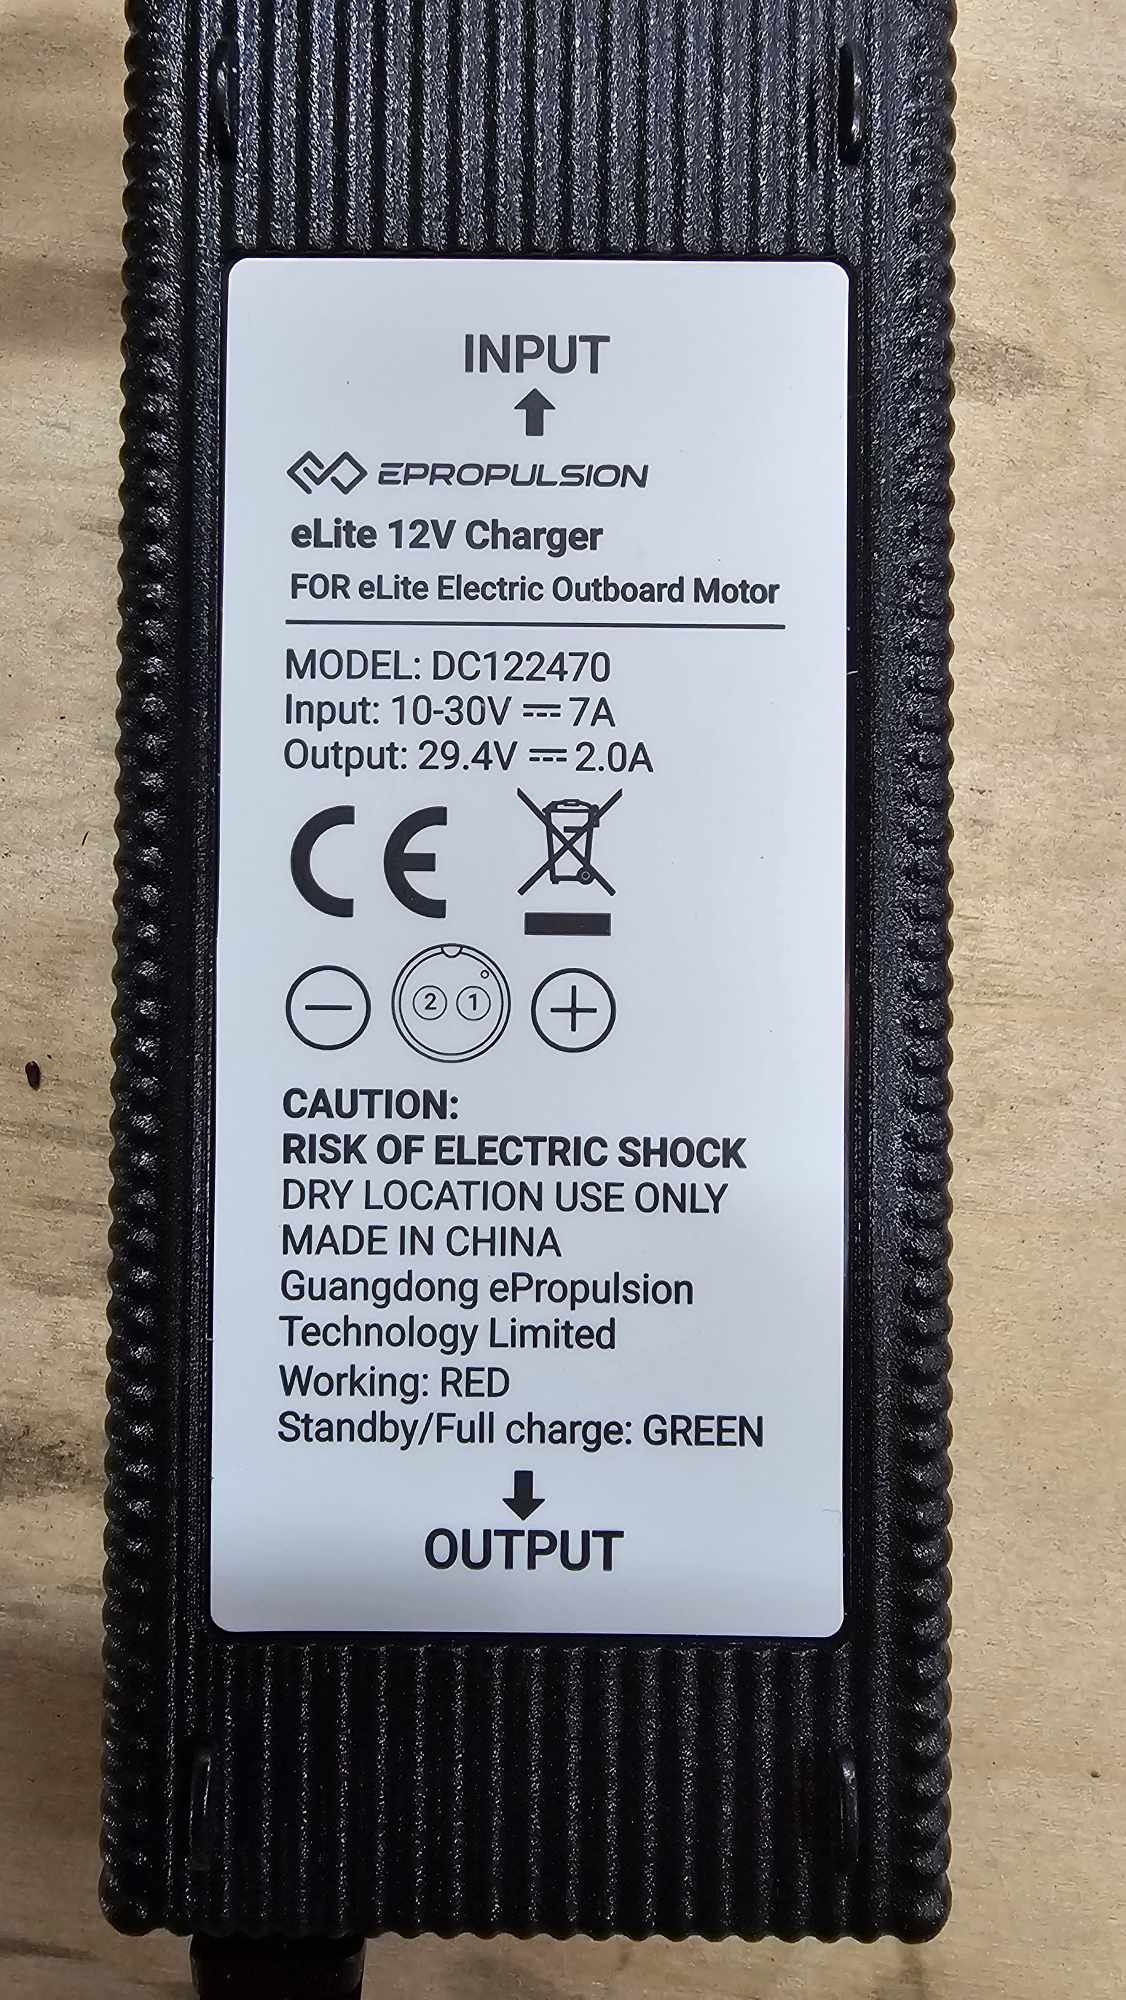 INPUT
EPROPULSION
eLite 12V Charger
FOR eLite Electric Outboard Motor
MODEL: DC122470
Input: 10-30V ⎓ 7A
Output: 29.4V ⎓ 2.0A
CE
− 2 1 +
CAUTION:
RISK OF ELECTRIC SHOCK
DRY LOCATION USE ONLY
MADE IN CHINA
Guangdong ePropulsion
Technology Limited
Working: RED
Standby/Full charge: GREEN
OUTPUT